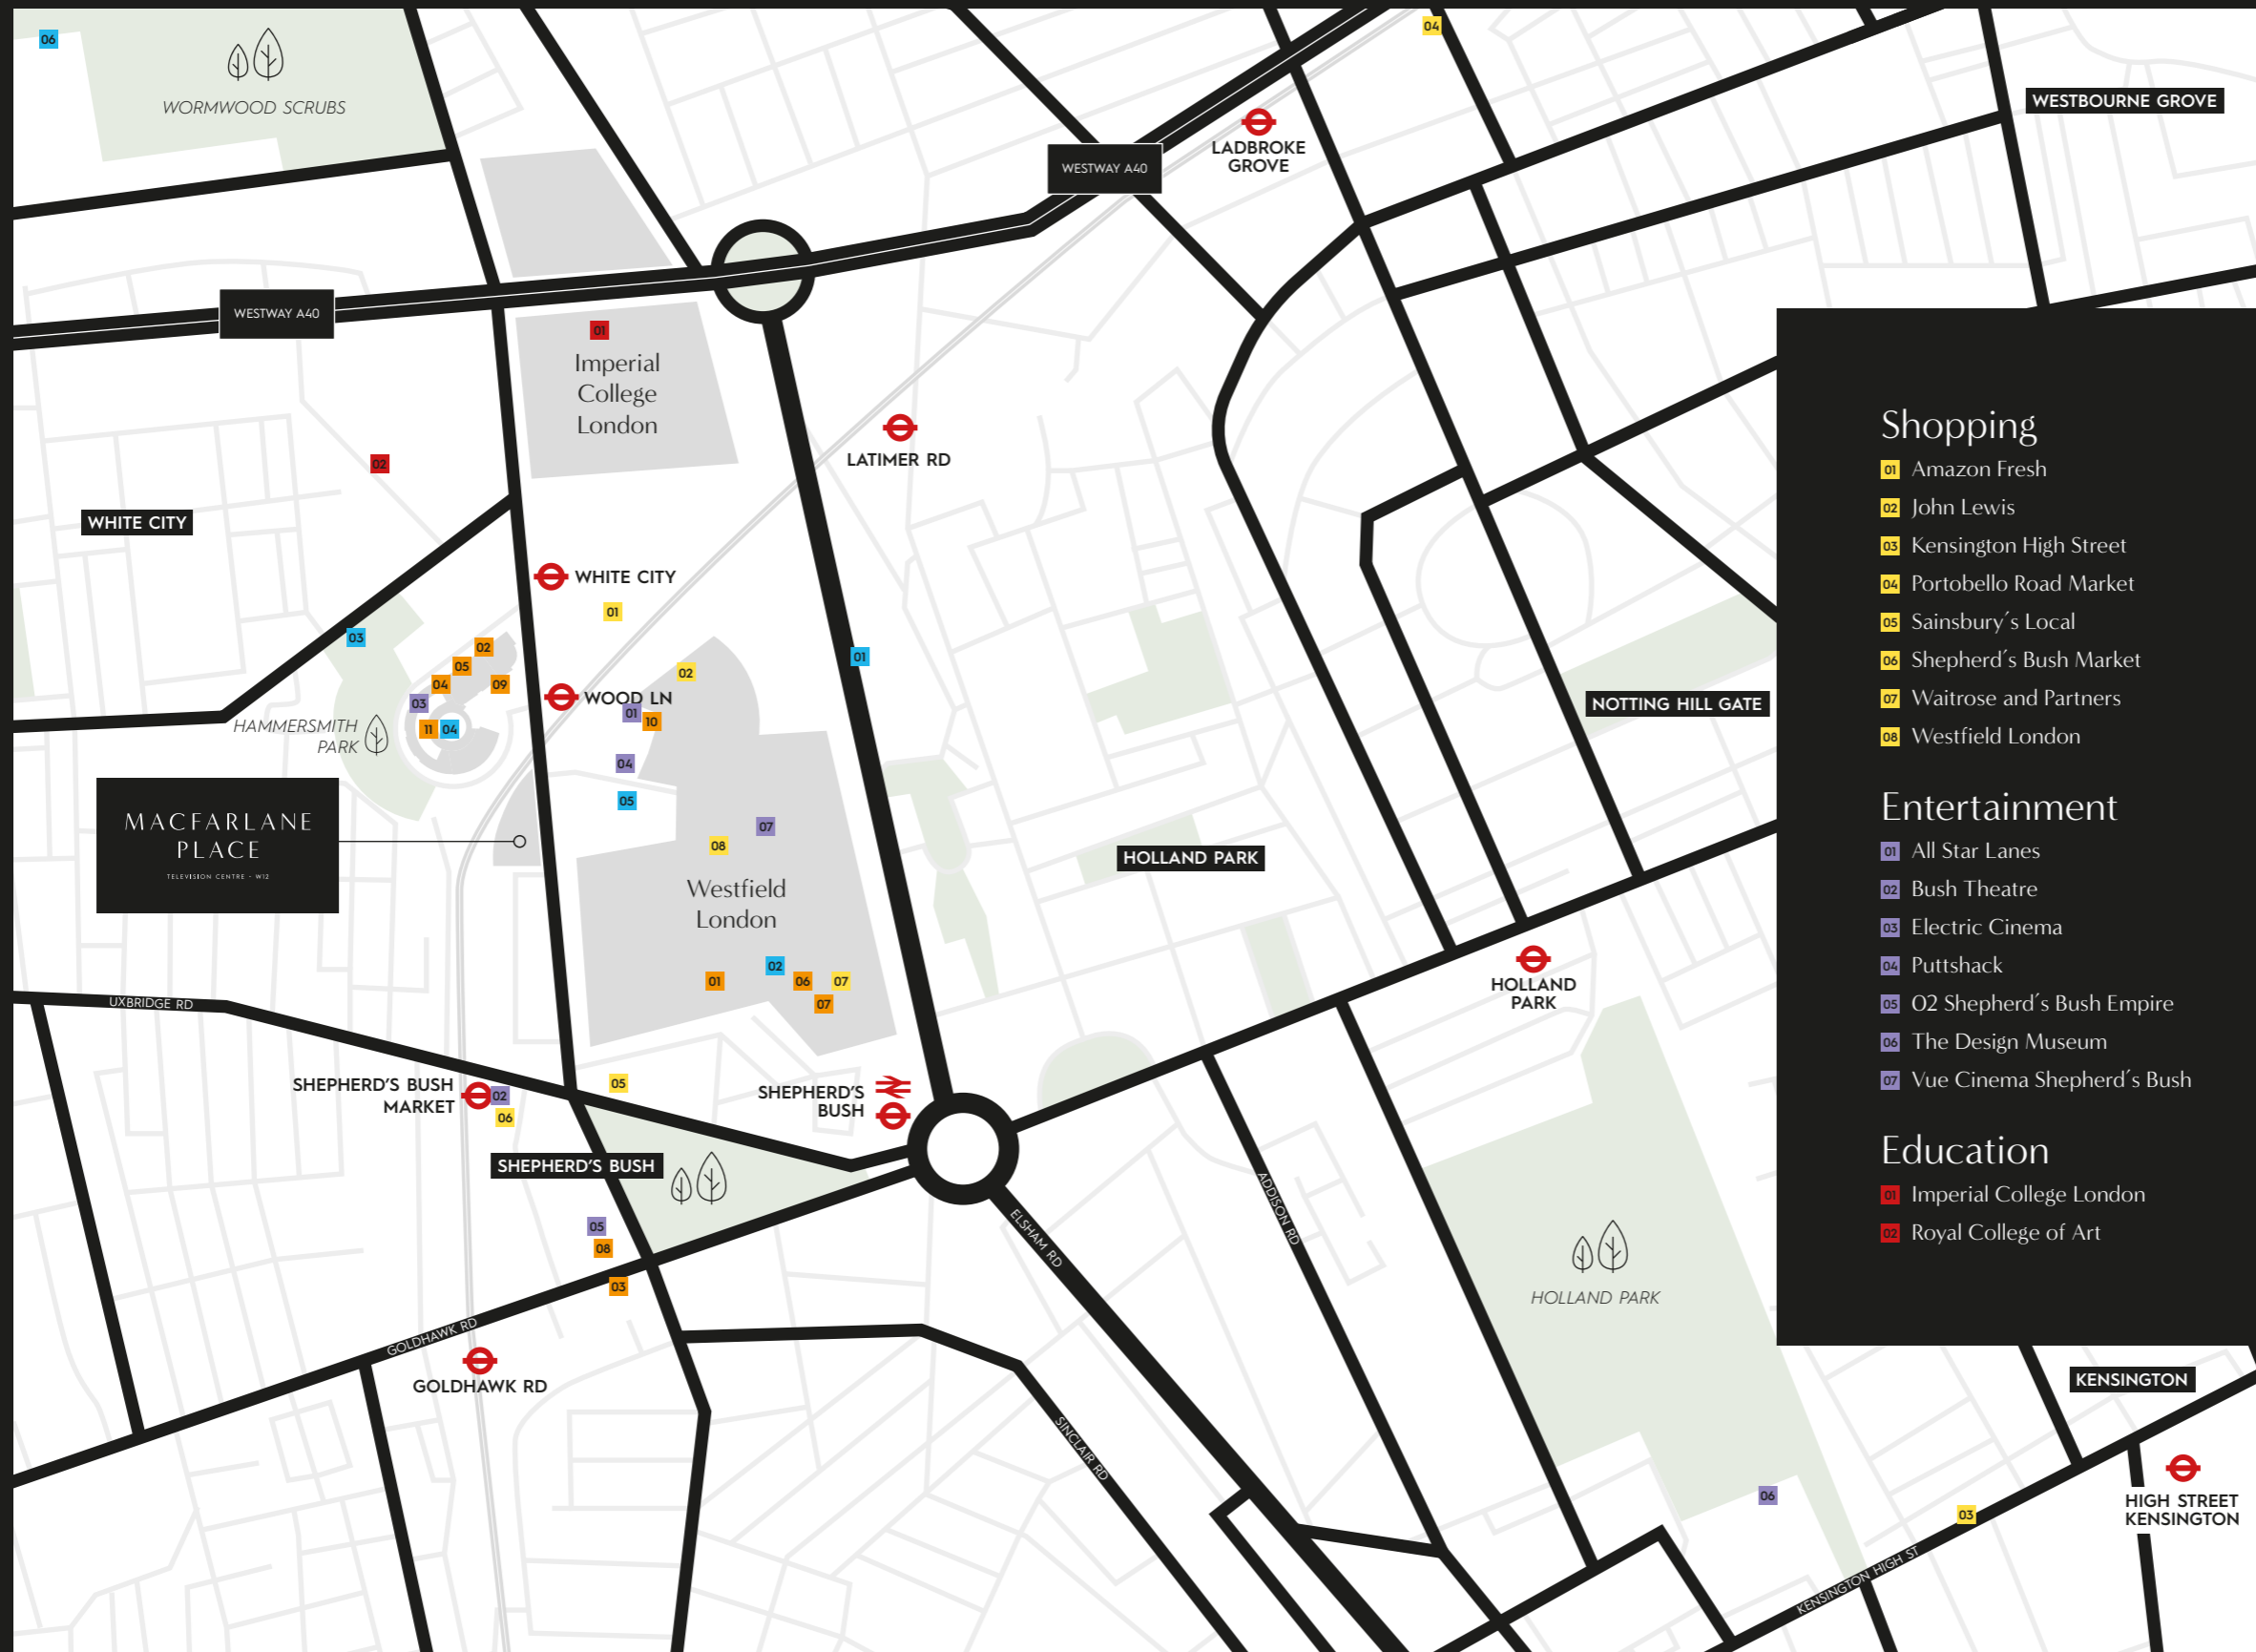 06
WORMWOOD SCRUBS
04
WESTBOURNE GROVE
LADBROKE
GROVE
WESTWAY A40
WESTWAY A40
01
Imperial
College
London
LATIMER RD
02
WHITE CITY
WHITE CITY
01
03
02
05
04
09
03
11
04
HAMMERSMITH
PARK
WOOD LN
02
01
10
01
04
05
NOTTING HILL GATE
MACFARLANE
PLACE
TELEVISION CENTRE - W12
07
08
Westfield
London
HOLLAND PARK
01
02
06
07
07
HOLLAND
PARK
UXBRIDGE RD
SHEPHERD'S BUSH
MARKET
02
06
05
SHEPHERD'S
BUSH
SHEPHERD'S BUSH
05
08
03
ELSHAM RD
ADDISON RD
HOLLAND PARK
GOLDHAWK RD
GOLDHAWK RD
SINCLAIR RD
KENSINGTON
06
03
HIGH STREET
KENSINGTON
KENSINGTON HIGH ST
Shopping
01 Amazon Fresh
02 John Lewis
03 Kensington High Street
04 Portobello Road Market
05 Sainsbury´s Local
06 Shepherd´s Bush Market
07 Waitrose and Partners
08 Westfield London
Entertainment
01 All Star Lanes
02 Bush Theatre
03 Electric Cinema
04 Puttshack
05 O2 Shepherd´s Bush Empire
06 The Design Museum
07 Vue Cinema Shepherd´s Bush
Education
01 Imperial College London
02 Royal College of Art